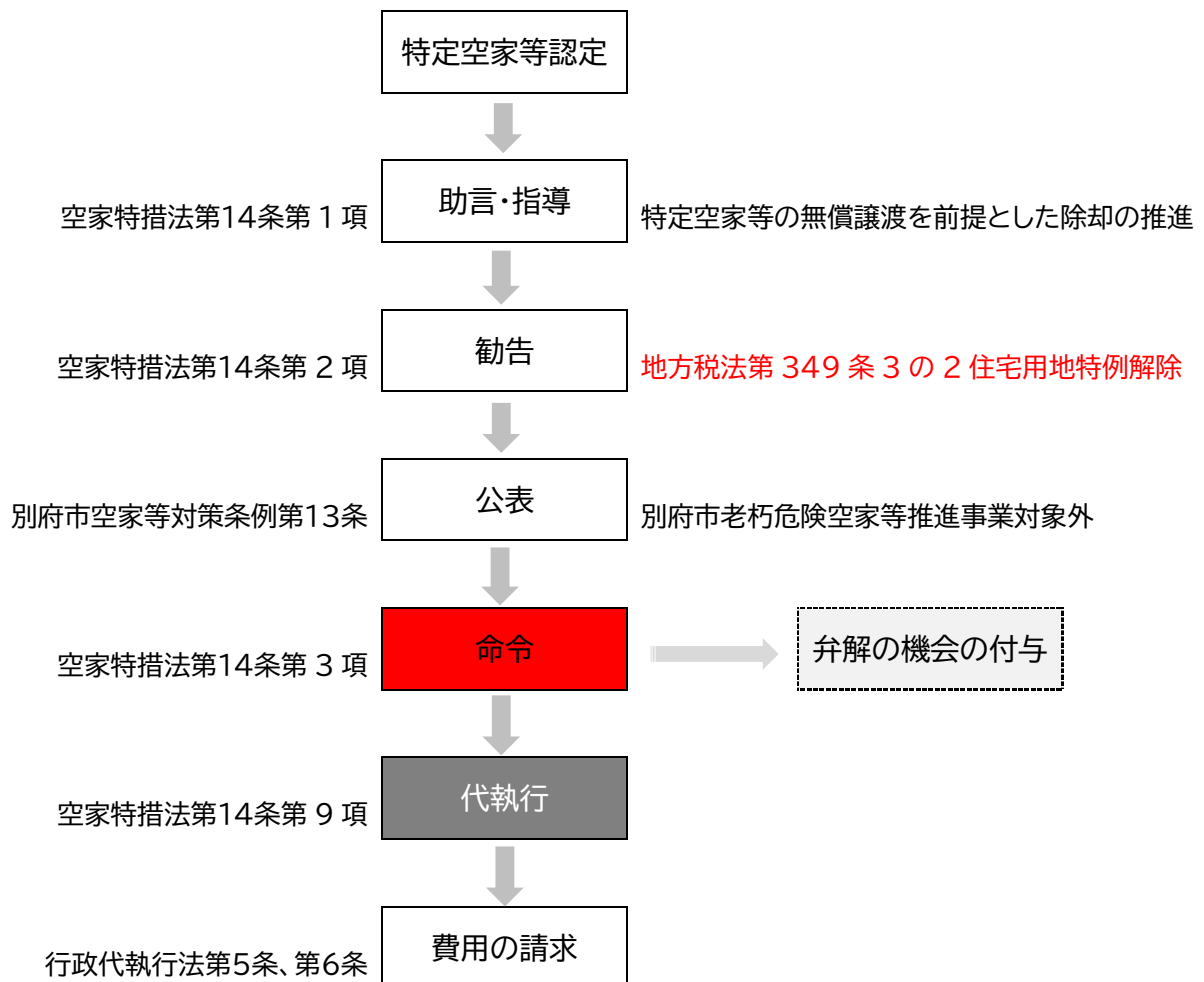 特定空家等認定
空家特措法第14条第 1 項
助言・指導
特定空家等の無償譲渡を前提とした除却の推進
空家特措法第14条第 2 項
勧告
地方税法第 349 条 3 の 2 住宅用地特例解除
別府市空家等対策条例第13条
公表
別府市老朽危険空家等推進事業対象外
空家特措法第14条第 3 項
命令
弁解の機会の付与
空家特措法第14条第 9 項
代執行
行政代執行法第5条、第6条
費用の請求